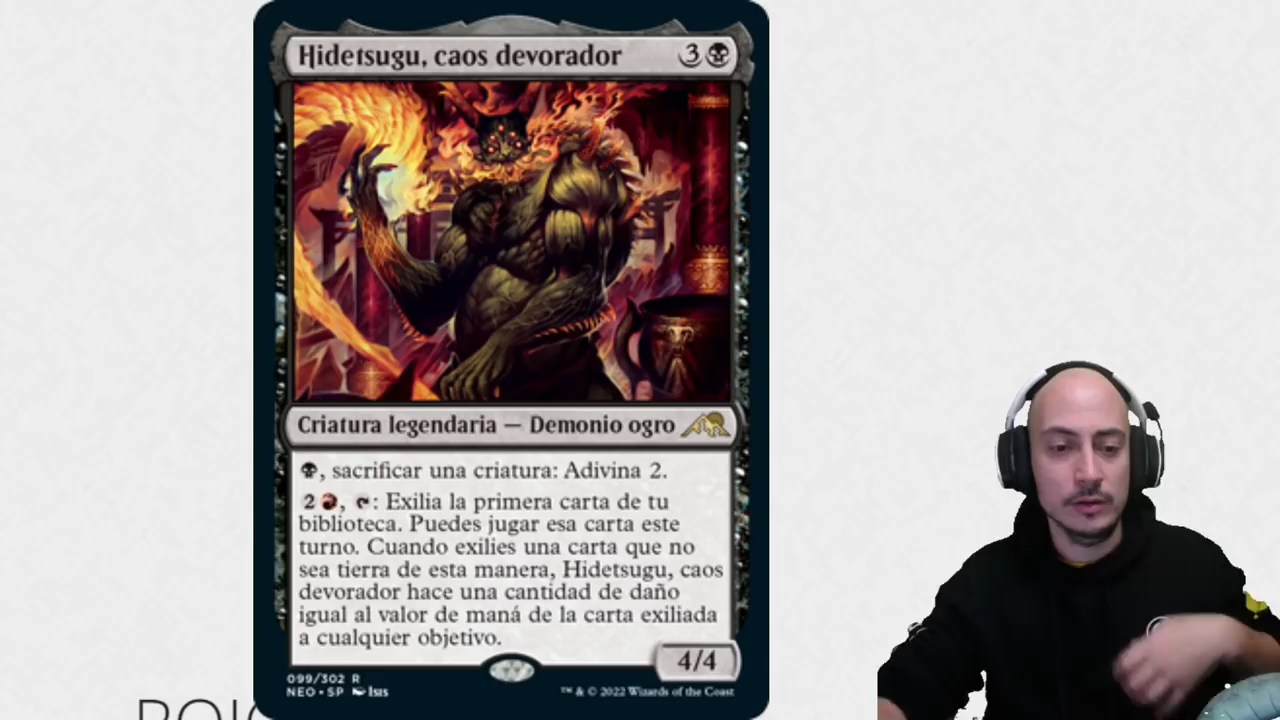 Hidetsugu, caos devorador 3
Criatura legendaria — Demonio ogro
, sacrificar una criatura: Adivina 2.
2 , : Exilia la primera carta de tu
biblioteca. Puedes jugar esa carta este
turno. Cuando exilies una carta que no
sea tierra de esta manera, Hidetsugu, caos
devorador hace una cantidad de daño
igual al valor de maná de la carta exiliada
a cualquier objetivo.
4/4
099/302 R
NEO • SP Isis
™ & © 2022 Wizards of the Coast